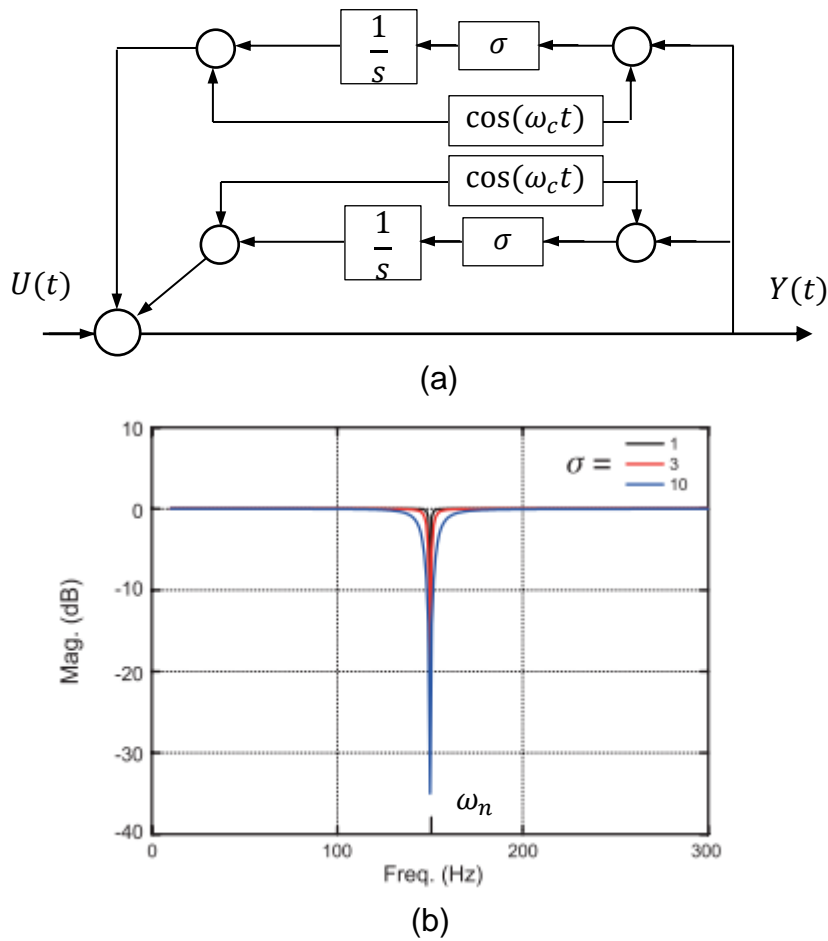 1
s
σ
cos(ω_c t)
cos(ω_c t)
1
s
σ
U(t)
Y(t)
(a)
10
0
-10
-20
-30
-40
Mag. (dB)
σ =
1
3
10
ω_n
0
100
200
300
Freq. (Hz)
(b)